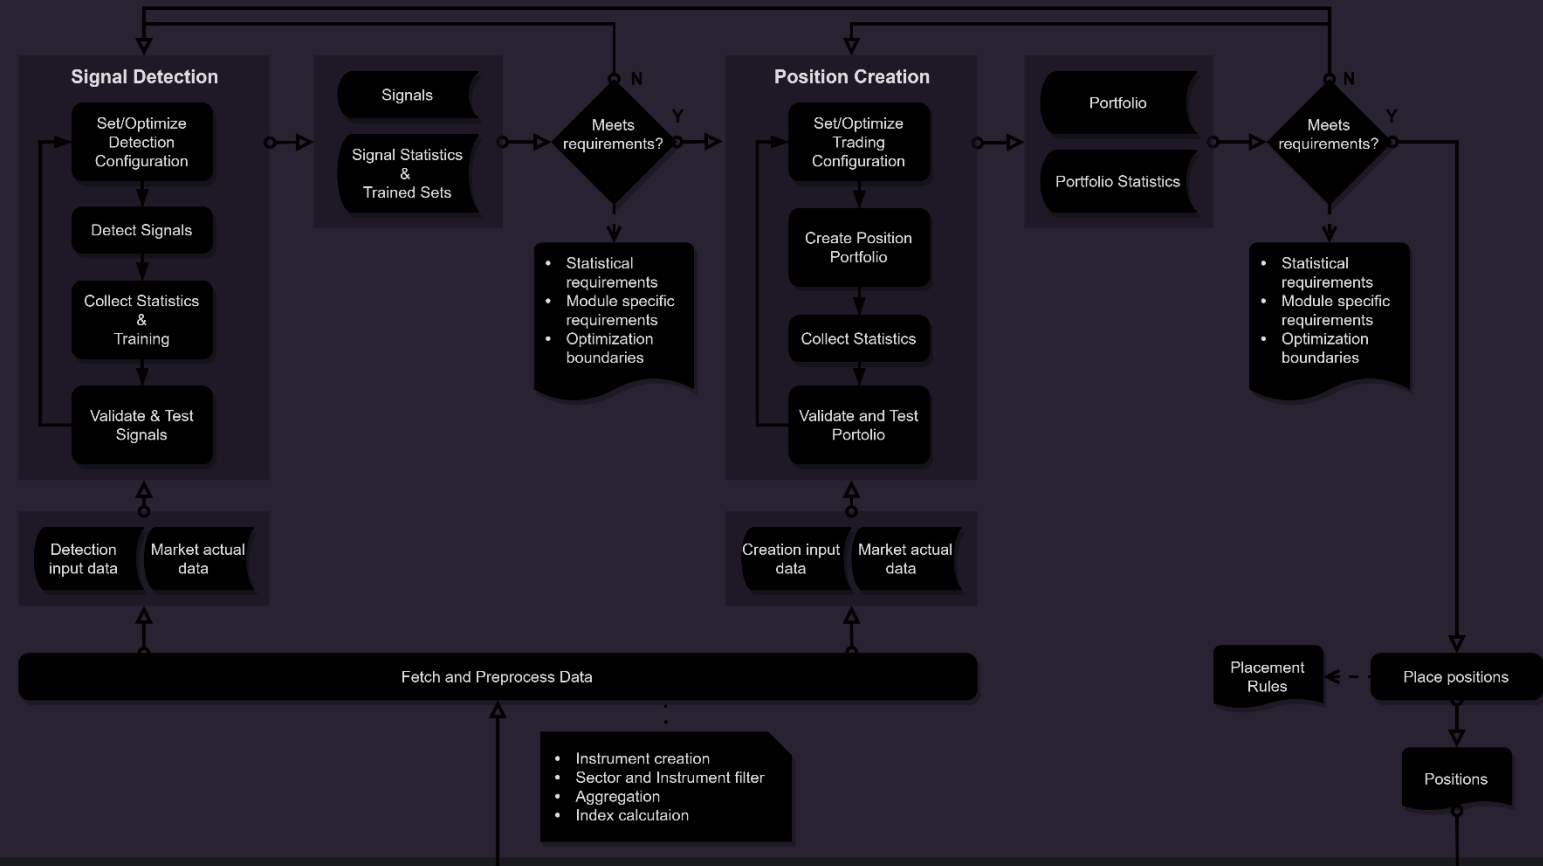 Signal Detection
Set/Optimize
Detection
Configuration
Detect Signals
Collect Statistics
&
Training
Validate & Test
Signals
Signals
Signal Statistics
&
Trained Sets
N
Meets
requirements?
Y
• Statistical
requirements
• Module specific
requirements
• Optimization
boundaries
Position Creation
Set/Optimize
Trading
Configuration
Create Position
Portfolio
Collect Statistics
Validate and Test
Portolio
Portfolio
Portfolio Statistics
N
Meets
requirements?
Y
• Statistical
requirements
• Module specific
requirements
• Optimization
boundaries
Detection
input data
Market actual
data
Creation input
data
Market actual
data
Fetch and Preprocess Data
• Instrument creation
• Sector and Instrument filter
• Aggregation
• Index calcutaion
Placement
Rules
Place positions
Positions